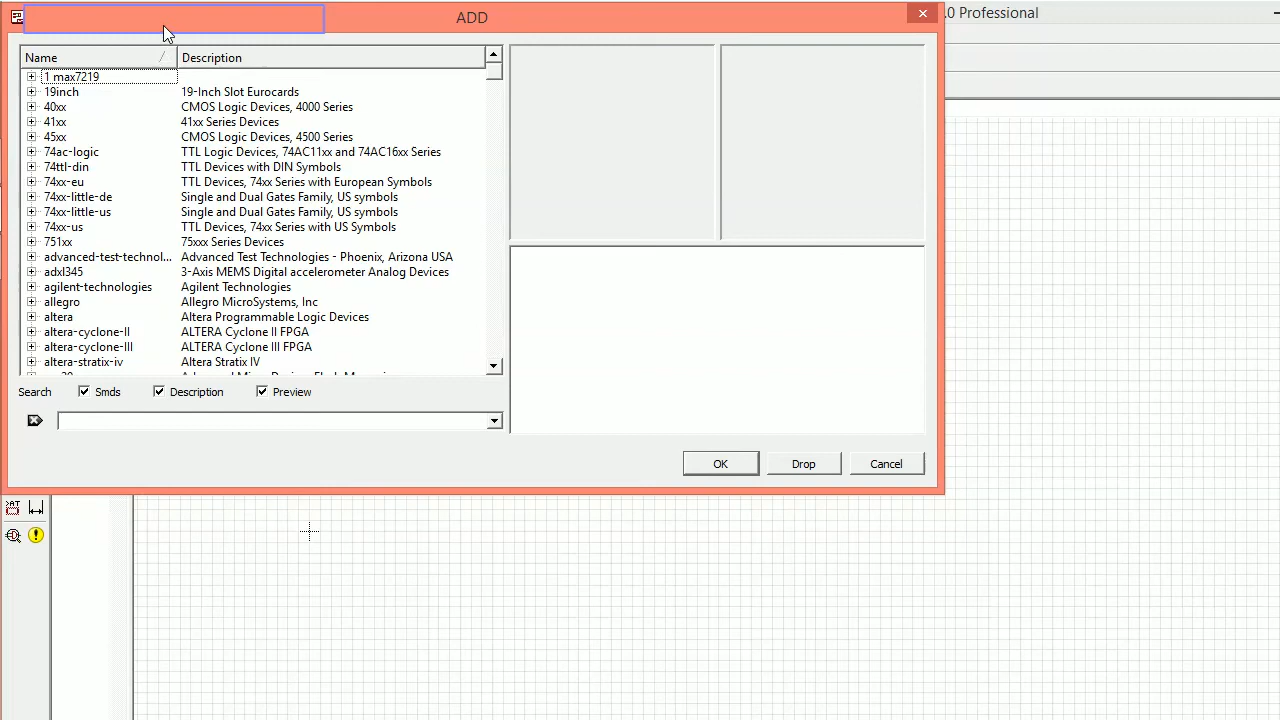 ADD
.0 Professional
Name Description
1 max7219
19inch 19-Inch Slot Eurocards
40xx CMOS Logic Devices, 4000 Series
41xx 41xx Series Devices
45xx CMOS Logic Devices, 4500 Series
74ac-logic TTL Logic Devices, 74AC11xx and 74AC16xx Series
74ttl-din TTL Devices with DIN Symbols
74xx-eu TTL Devices, 74xx Series with European Symbols
74xx-little-de Single and Dual Gates Family, US symbols
74xx-little-us Single and Dual Gates Family, US symbols
74xx-us TTL Devices, 74xx Series with US Symbols
751xx 75xxx Series Devices
advanced-test-technol... Advanced Test Technologies - Phoenix, Arizona USA
adxl345 3-Axis MEMS Digital accelerometer Analog Devices
agilent-technologies Agilent Technologies
allegro Allegro MicroSystems, Inc
altera Altera Programmable Logic Devices
altera-cyclone-II ALTERA Cyclone II FPGA
altera-cyclone-III ALTERA Cyclone III FPGA
altera-stratix-iv Altera Stratix IV
Search Smds Description Preview
OK Drop Cancel